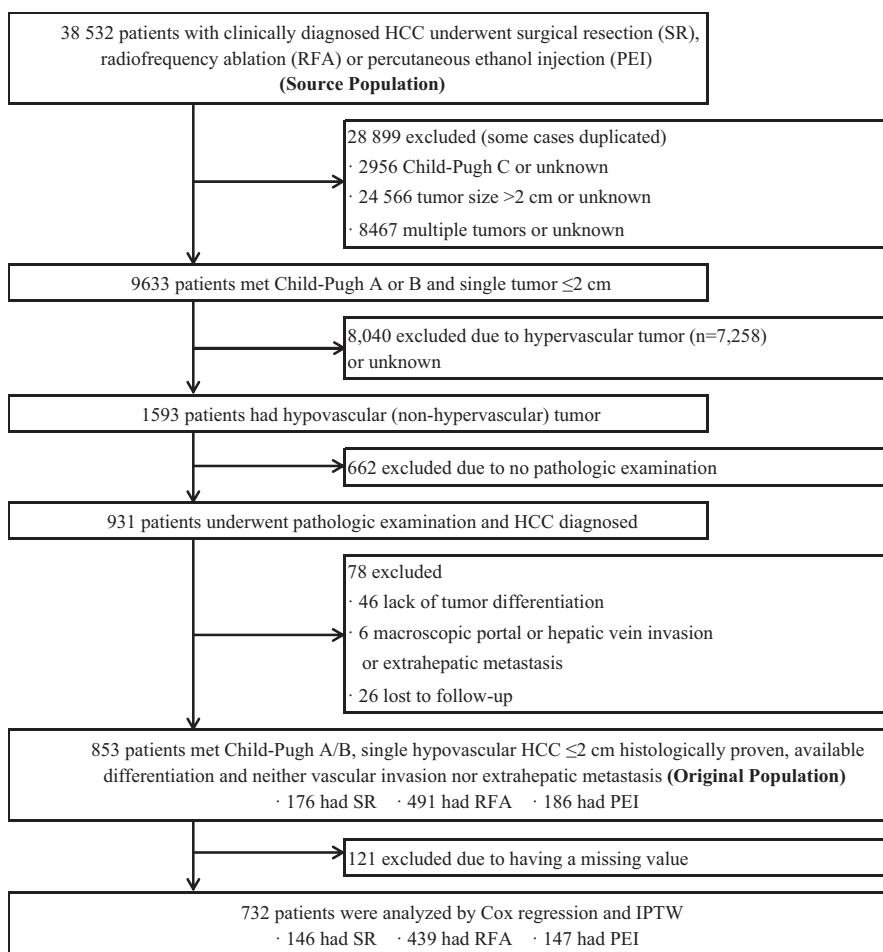 38 532 patients with clinically diagnosed HCC underwent surgical resection (SR),
radiofrequency ablation (RFA) or percutaneous ethanol injection (PEI)
(Source Population)
28 899 excluded (some cases duplicated)
· 2956 Child-Pugh C or unknown
· 24 566 tumor size >2 cm or unknown
· 8467 multiple tumors or unknown
9633 patients met Child-Pugh A or B and single tumor ≤2 cm
8,040 excluded due to hypervascular tumor (n=7,258)
or unknown
1593 patients had hypovascular (non-hypervascular) tumor
662 excluded due to no pathologic examination
931 patients underwent pathologic examination and HCC diagnosed
78 excluded
· 46 lack of tumor differentiation
· 6 macroscopic portal or hepatic vein invasion
or extrahepatic metastasis
· 26 lost to follow-up
853 patients met Child-Pugh A/B, single hypovascular HCC ≤2 cm histologically proven, available
differentiation and neither vascular invasion nor extrahepatic metastasis (Original Population)
· 176 had SR · 491 had RFA · 186 had PEI
121 excluded due to having a missing value
732 patients were analyzed by Cox regression and IPTW
· 146 had SR · 439 had RFA · 147 had PEI